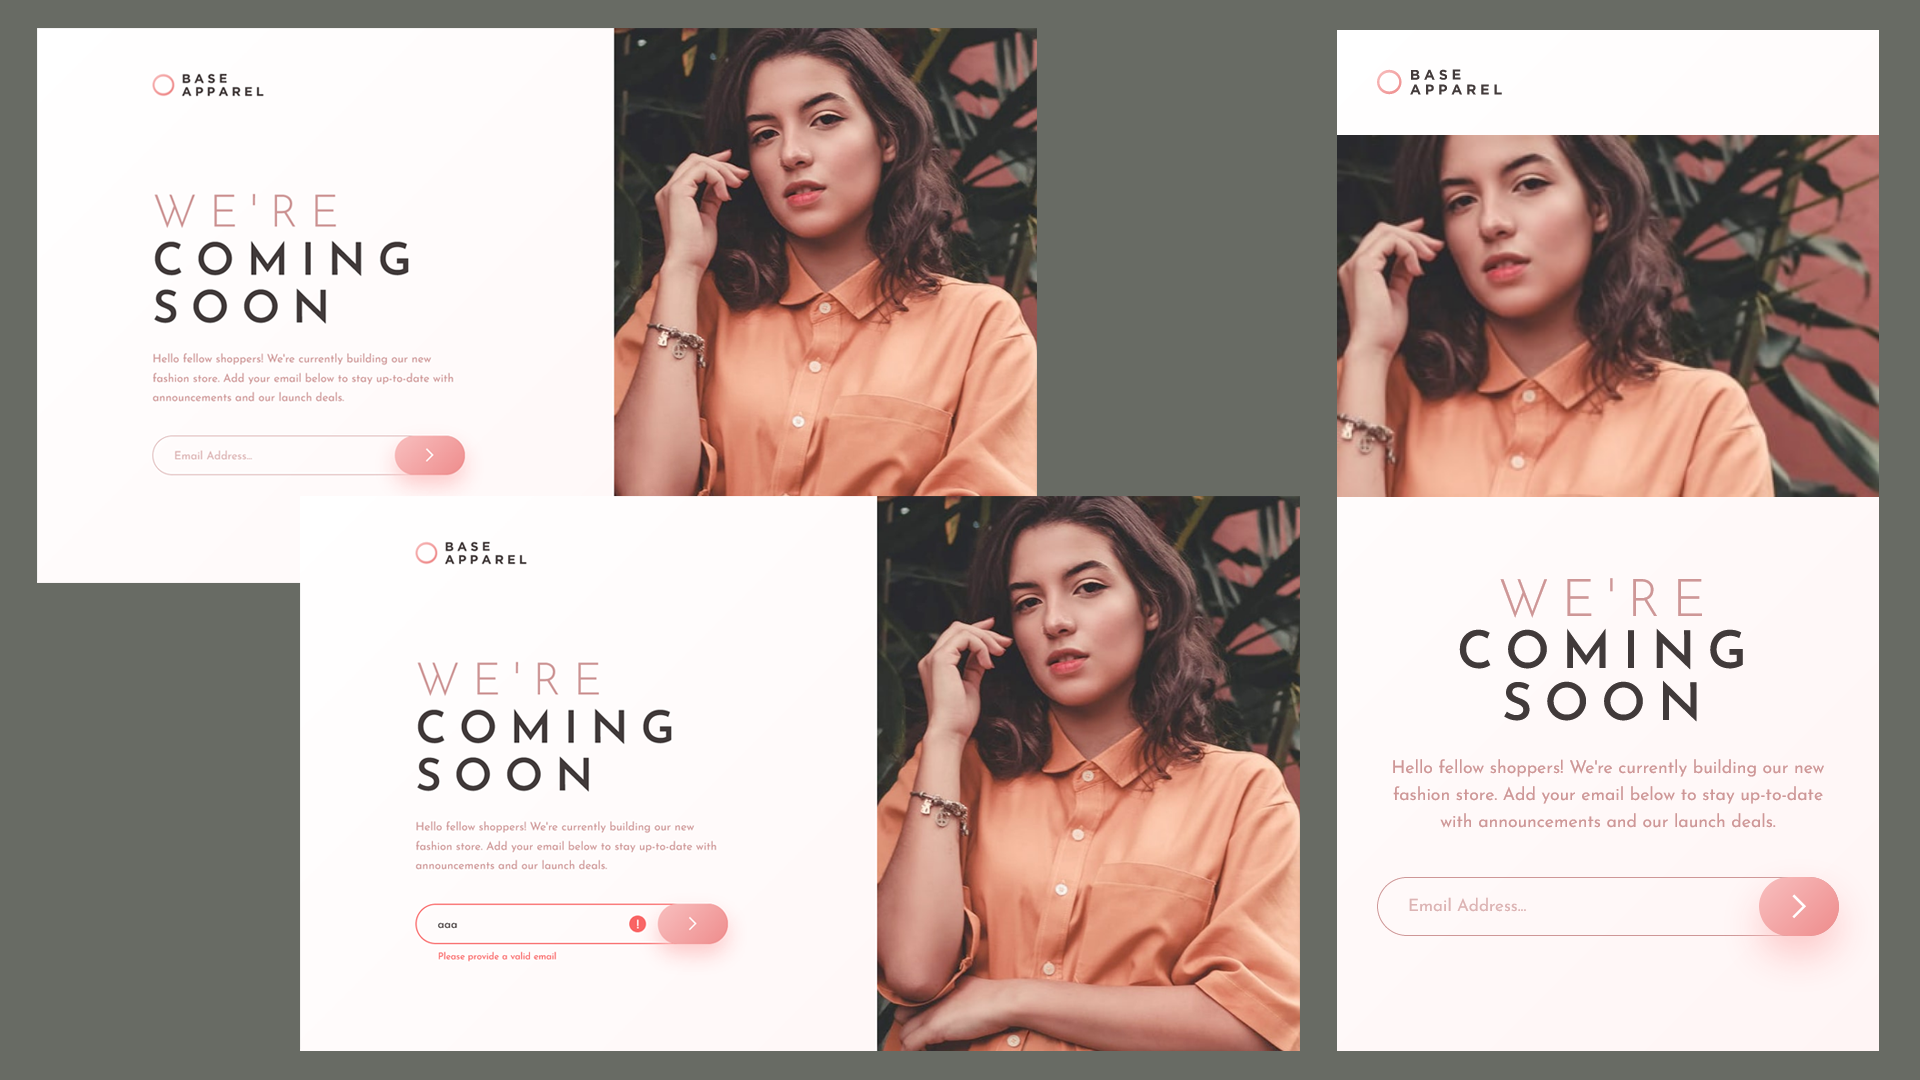 BASE
APPAREL
WE'RE
COMING
SOON
Hello fellow shoppers! We're currently building our new
fashion store. Add your email below to stay up-to-date with
announcements and our launch deals.
Email Address...
BASE
APPAREL
WE'RE
COMING
SOON
Hello fellow shoppers! We're currently building our new
fashion store. Add your email below to stay up-to-date with
announcements and our launch deals.
aaa
!
Please provide a valid email
BASE
APPAREL
WE'RE
COMING
SOON
Hello fellow shoppers! We're currently building our new
fashion store. Add your email below to stay up-to-date
with announcements and our launch deals.
Email Address...